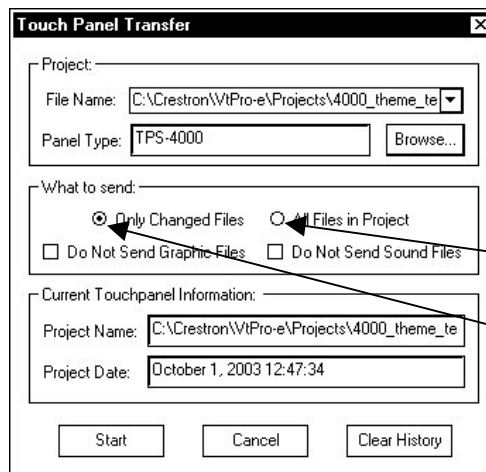 Touch Panel Transfer
Project:
File Name: C:\Crestron\VtPro-e\Projects\4000_theme_te
Panel Type: TPS-4000 Browse...
What to send:
Only Changed Files All Files in Project
Do Not Send Graphic Files Do Not Send Sound Files
Current Touchpanel Information:
Project Name: C:\Crestron\VtPro-e\Projects\4000_theme_te
Project Date: October 1, 2003 12:47:34
Start Cancel Clear History